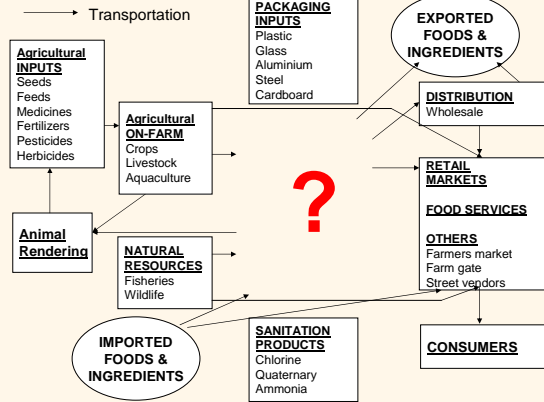 Transportation
PACKAGING
INPUTS
Plastic
Glass
Aluminium
Steel
Cardboard
EXPORTED
FOODS &
INGREDIENTS
Agricultural
INPUTS
Seeds
Feeds
Medicines
Fertilizers
Pesticides
Herbicides
Agricultural
ON-FARM
Crops
Livestock
Aquaculture
DISTRIBUTION
Wholesale
?
RETAIL
MARKETS
FOOD SERVICES
OTHERS
Farmers market
Farm gate
Street vendors
Animal
Rendering
NATURAL
RESOURCES
Fisheries
Wildlife
IMPORTED
FOODS &
INGREDIENTS
SANITATION
PRODUCTS
Chlorine
Quaternary
Ammonia
CONSUMERS